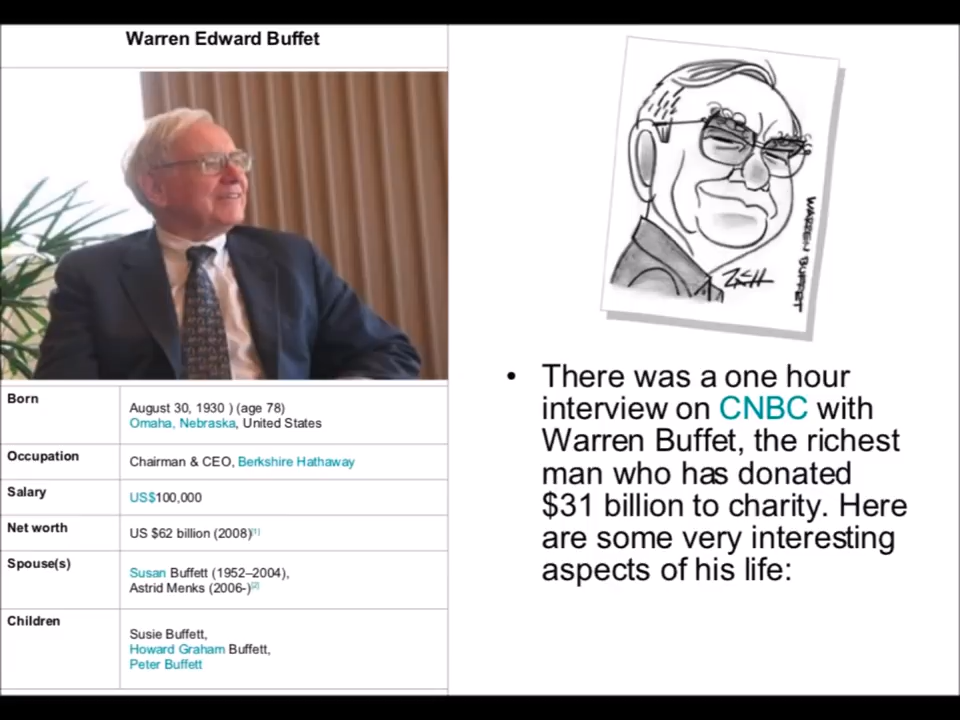 Warren Edward Buffet
Born
August 30, 1930 ) (age 78)
Omaha, Nebraska, United States
Occupation
Chairman & CEO, Berkshire Hathaway
Salary
US$100,000
Net worth
US $62 billion (2008)[1]
Spouse(s)
Susan Buffett (1952–2004),
Astrid Menks (2006-)[2]
Children
Susie Buffett,
Howard Graham Buffett,
Peter Buffett
WARREN BUFFET
• There was a one hour
interview on CNBC with
Warren Buffet, the richest
man who has donated
$31 billion to charity. Here
are some very interesting
aspects of his life: